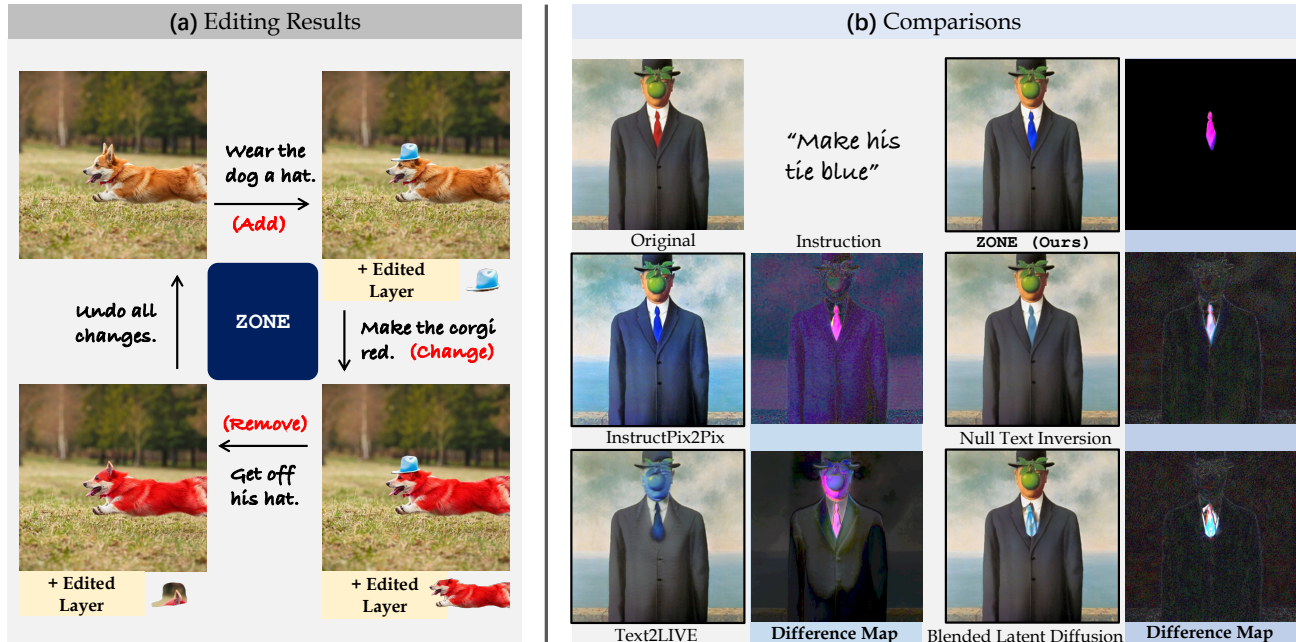 (a) Editing Results
Wear the
dog a hat.
(Add)
+ Edited
Layer
Undo all
changes.
ZONE
Make the corgi
red. (Change)
(Remove)
Get off
his hat.
+ Edited
Layer
+ Edited
Layer
(b) Comparisons
"Make his
tie blue"
Original
Instruction
ZONE (Ours)
InstructPix2Pix
Null Text Inversion
Text2LIVE
Difference Map
Blended Latent Diffusion
Difference Map